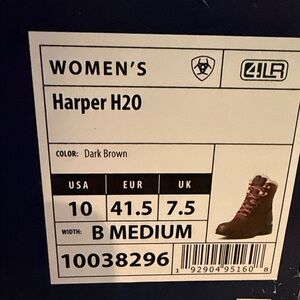 WOMEN'S
4LR
Harper H20
COLOR: Dark Brown
USA EUR UK
10 41.5 7.5
WIDTH: B MEDIUM
10038296
1 92904 95160 8